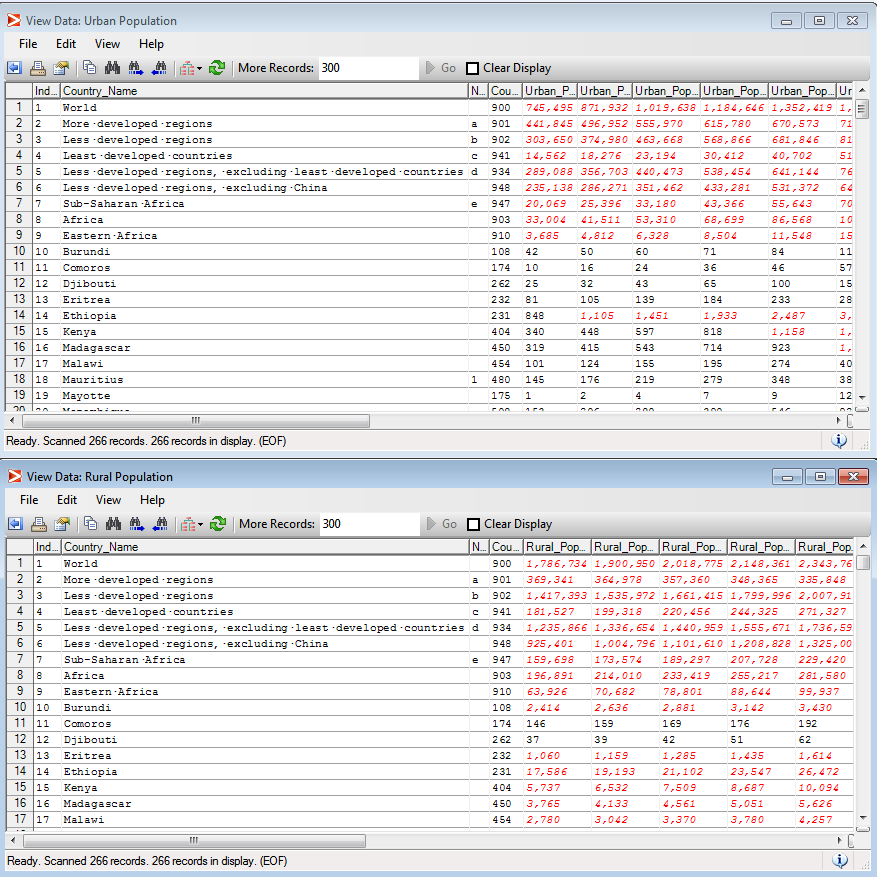 View Data: Urban Population
File Edit View Help
More Records: 300 Go Clear Display
Ind... Country_Name N... Cou... Urban_P... Urban_Pop... Urban_Pop... Urban_Pop... Urban_Pop... Ur
1 1 World 900 745,495 871,932 1,019,638 1,184,646 1,352,419 1,
2 2 More·developed·regions a 901 441,845 496,952 555,970 615,780 670,573 71
3 3 Less·developed·regions b 902 303,650 374,980 463,668 568,866 681,846 81
4 4 Least·developed·countries c 941 14,562 18,276 23,194 30,412 40,702 51
5 5 Less·developed·regions,·excluding·least·developed·countries d 934 289,088 356,703 440,473 538,454 641,144 76
6 6 Less·developed·regions,·excluding·China 948 235,138 286,271 351,462 433,281 531,372 64
7 7 Sub-Saharan·Africa e 947 20,069 25,396 33,180 43,366 55,643 70
8 8 Africa 903 33,004 41,511 53,310 68,699 86,568 10
9 9 Eastern·Africa 910 3,685 4,812 6,328 8,504 11,548 15
10 10 Burundi 108 42 50 60 71 84 11
11 11 Comoros 174 10 16 24 36 46 57
12 12 Djibouti 262 25 32 43 65 100 15
13 13 Eritrea 232 81 105 139 184 233 28
14 14 Ethiopia 231 848 1,105 1,451 1,933 2,487 3,
15 15 Kenya 404 340 448 597 818 1,158 1,
16 16 Madagascar 450 319 415 543 714 923 1,
17 17 Malawi 454 101 124 155 195 274 40
18 18 Mauritius 1 480 145 176 219 279 348 38
19 19 Mayotte 175 1 2 4 7 9 12
20 20 Mozambique
Ready. Scanned 266 records. 266 records in display. (EOF)
View Data: Rural Population
File Edit View Help
More Records: 300 Go Clear Display
Ind... Country_Name N... Cou... Rural_Pop... Rural_Pop... Rural_Pop... Rural_Pop... Rural_Pop
1 1 World 900 1,786,734 1,900,950 2,018,775 2,148,361 2,343,76
2 2 More·developed·regions a 901 369,341 364,978 357,360 348,365 335,848
3 3 Less·developed·regions b 902 1,417,393 1,535,972 1,661,415 1,799,996 2,007,91
4 4 Least·developed·countries c 941 181,527 199,318 220,456 244,325 271,327
5 5 Less·developed·regions,·excluding·least·developed·countries d 934 1,235,866 1,336,654 1,440,959 1,555,671 1,736,59
6 6 Less·developed·regions,·excluding·China 948 925,401 1,004,796 1,101,610 1,208,828 1,325,00
7 7 Sub-Saharan·Africa e 947 159,698 173,574 189,297 207,728 229,420
8 8 Africa 903 196,891 214,010 233,419 255,217 281,580
9 9 Eastern·Africa 910 63,926 70,682 78,801 88,644 99,937
10 10 Burundi 108 2,414 2,636 2,881 3,142 3,430
11 11 Comoros 174 146 159 169 176 192
12 12 Djibouti 262 37 39 42 51 62
13 13 Eritrea 232 1,060 1,159 1,285 1,435 1,614
14 14 Ethiopia 231 17,586 19,193 21,102 23,547 26,472
15 15 Kenya 404 5,737 6,532 7,509 8,687 10,094
16 16 Madagascar 450 3,765 4,133 4,561 5,051 5,626
17 17 Malawi 454 2,780 3,042 3,370 3,780 4,257
Ready. Scanned 266 records. 266 records in display. (EOF)